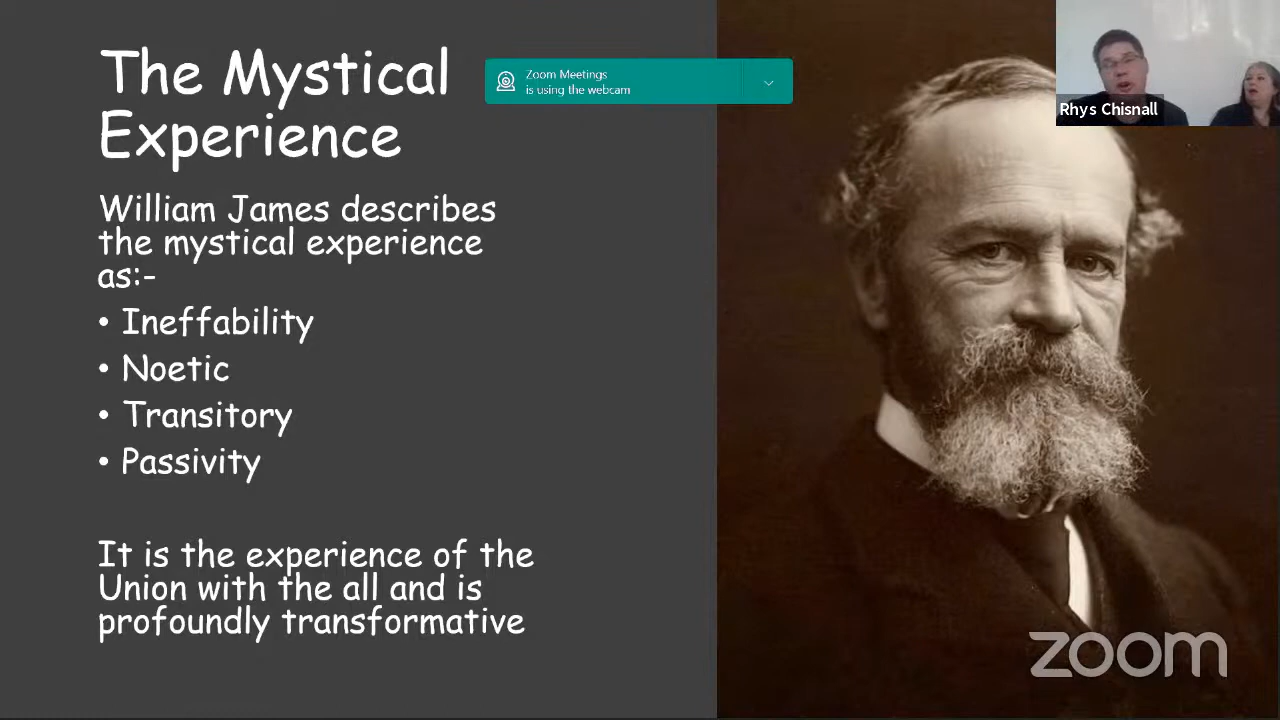 The Mystical
Experience
Zoom Meetings
is using the webcam
Rhys Chisnall
William James describes
the mystical experience
as:-
• Ineffability
• Noetic
• Transitory
• Passivity
It is the experience of the
Union with the all and is
profoundly transformative
zoom